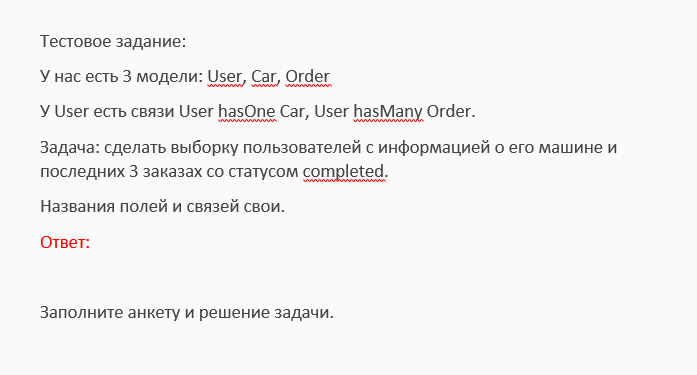 Тестовое задание:
У нас есть 3 модели: User, Car, Order
У User есть связи User hasOne Car, User hasMany Order.
Задача: сделать выборку пользователей с информацией о его машине и
последних 3 заказах со статусом completed.
Названия полей и связей свои.
Ответ:
Заполните анкету и решение задачи.